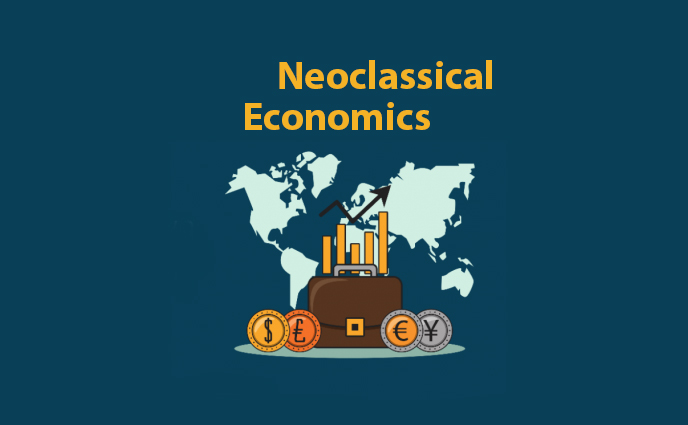 Neoclassical
Economics
$ £ € ¥